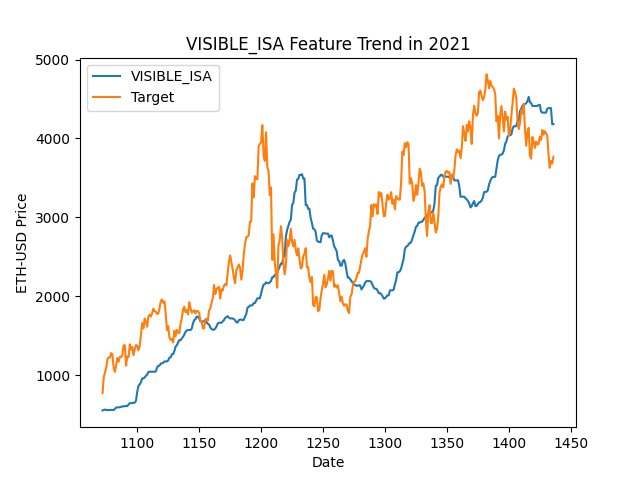 VISIBLE_ISA Feature Trend in 2021
VISIBLE_ISA
Target
5000
4000
3000
2000
1000
ETH-USD Price
1100 1150 1200 1250 1300 1350 1400 1450
Date